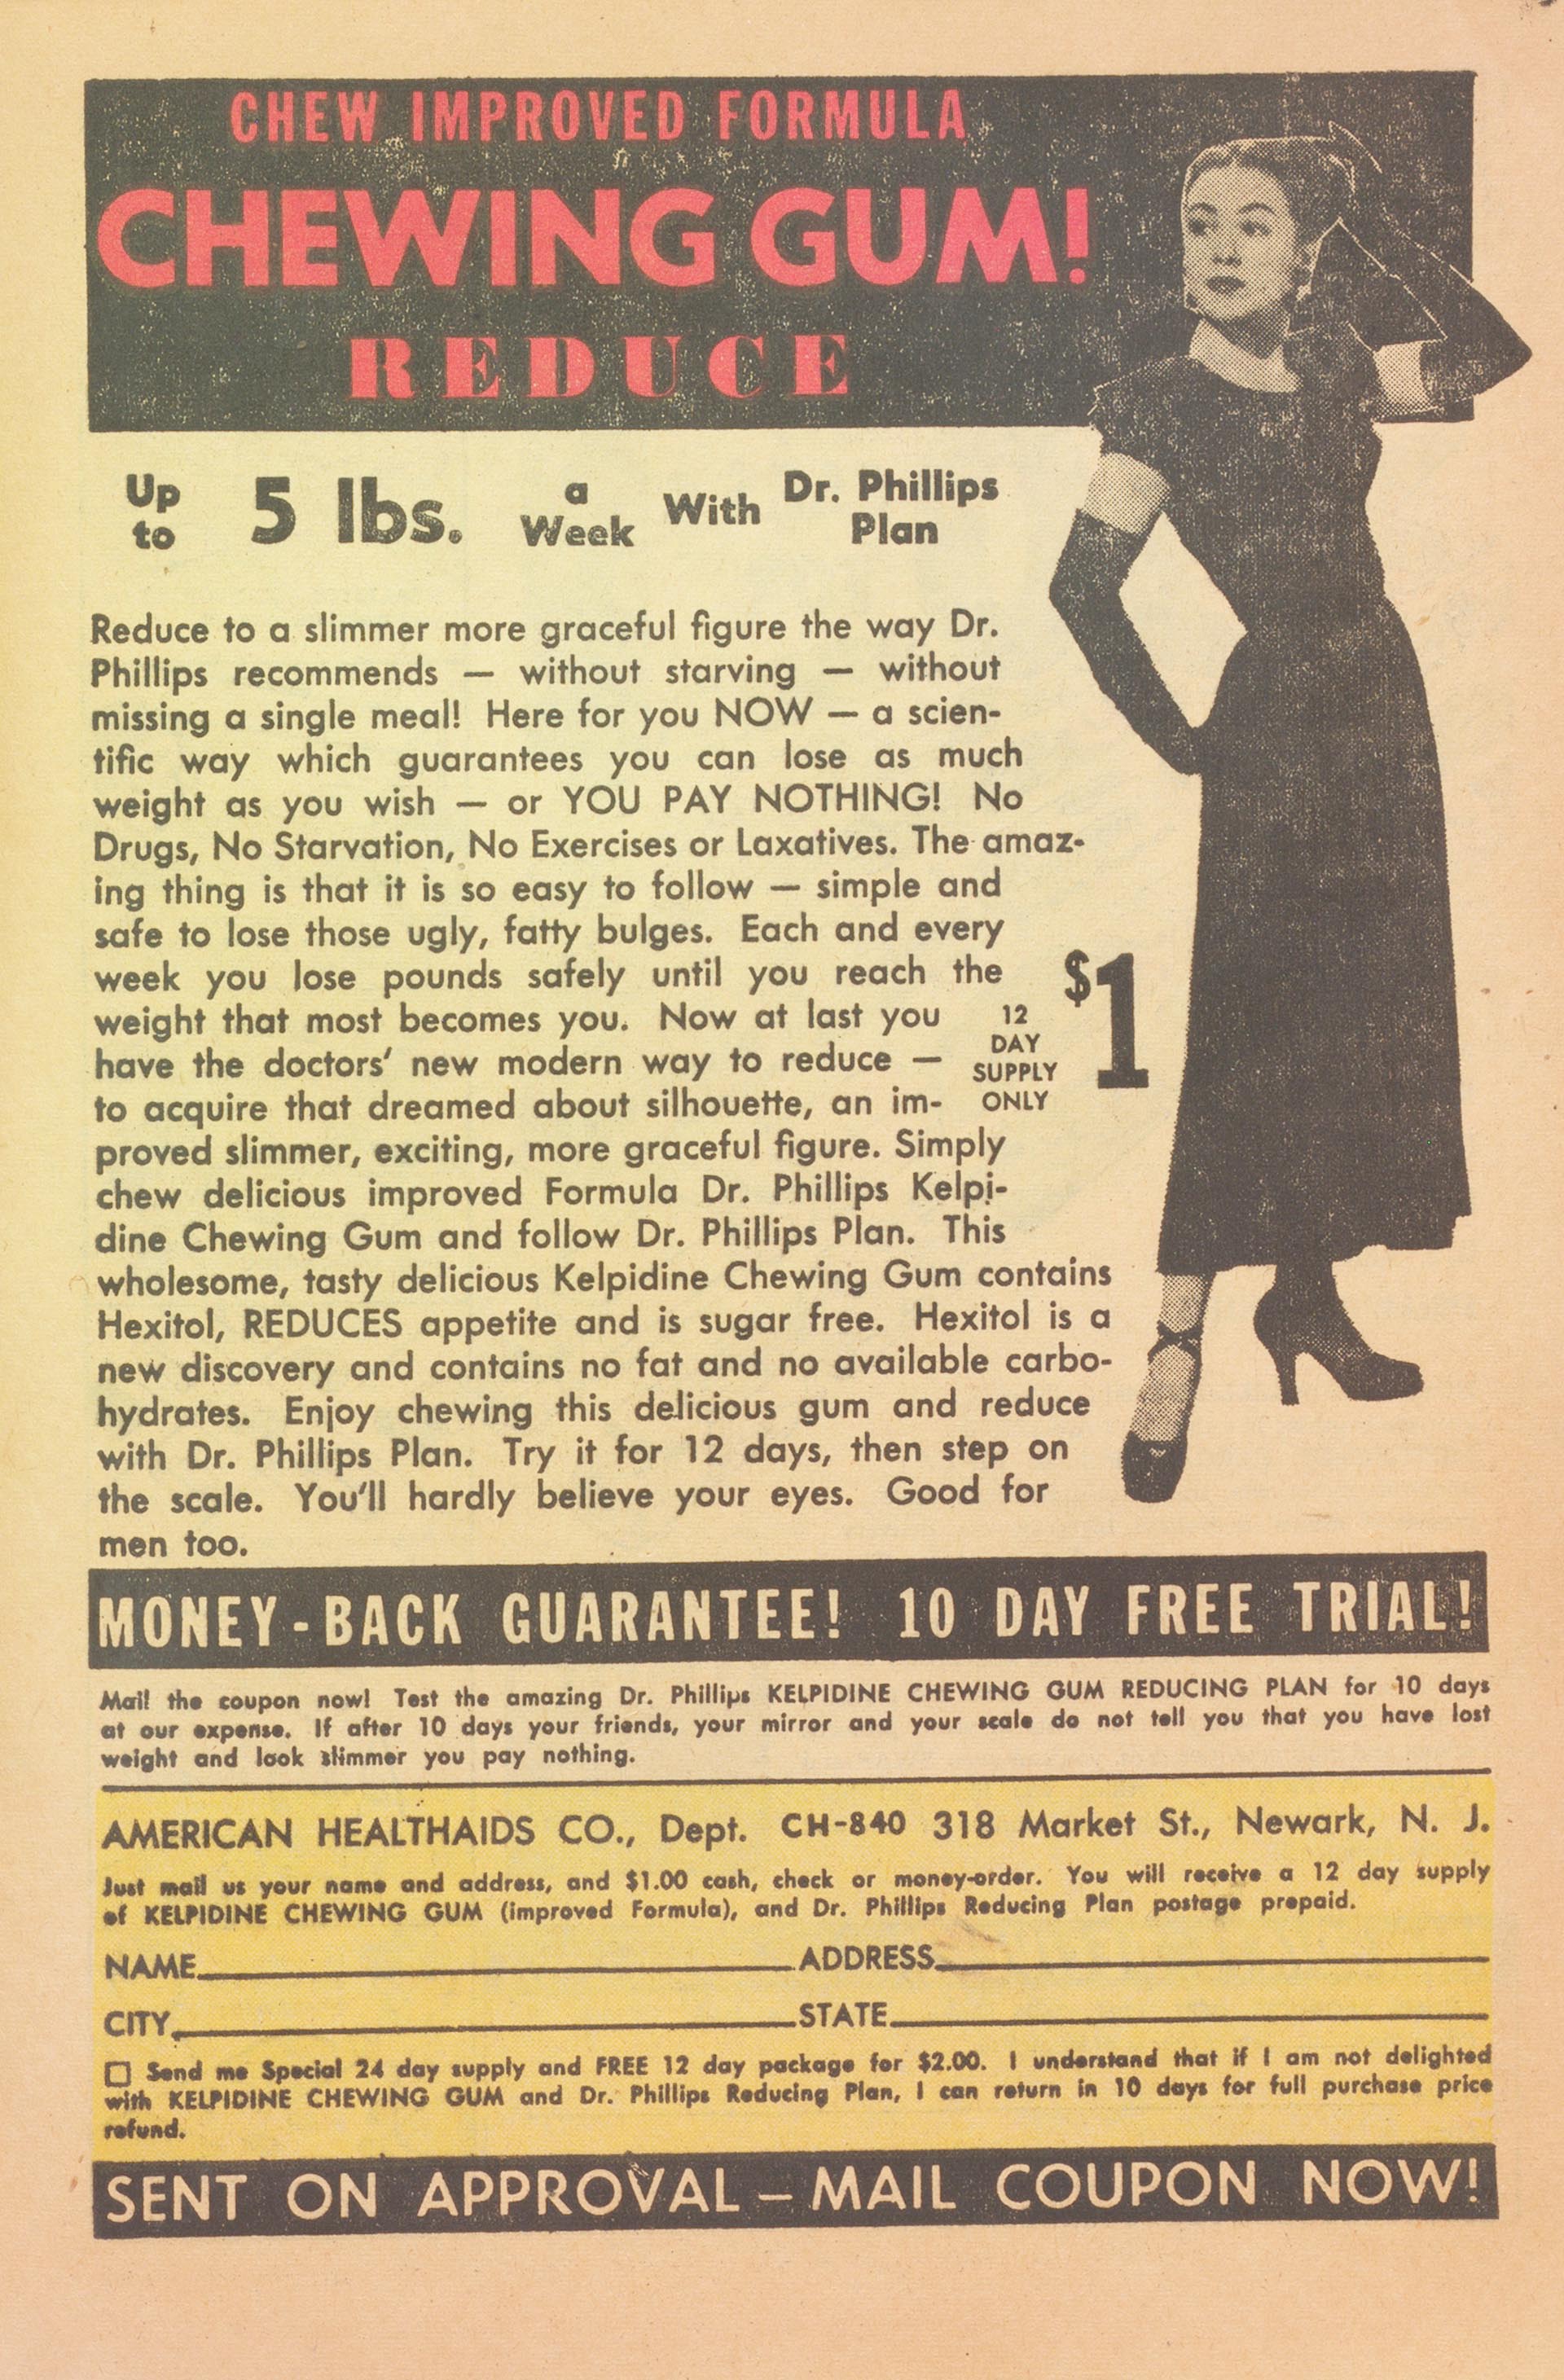 CHEW IMPROVED FORMULA
CHEWING GUM!
REDUCE
Up to 5 lbs. a Week With Dr. Phillips Plan
Reduce to a slimmer more graceful figure the way Dr.
Phillips recommends — without starving — without
missing a single meal! Here for you NOW — a scien-
tific way which guarantees you can lose as much
weight as you wish — or YOU PAY NOTHING! No
Drugs, No Starvation, No Exercises or Laxatives. The amaz-
ing thing is that it is so easy to follow — simple and
safe to lose those ugly, fatty bulges. Each and every
week you lose pounds safely until you reach the
weight that most becomes you. Now at last you
have the doctors' new modern way to reduce —
to acquire that dreamed about silhouette, an im-
proved slimmer, exciting, more graceful figure. Simply
chew delicious improved Formula Dr. Phillips Kelpi-
dine Chewing Gum and follow Dr. Phillips Plan. This
wholesome, tasty delicious Kelpidine Chewing Gum contains
Hexitol, REDUCES appetite and is sugar free. Hexitol is a
new discovery and contains no fat and no available carbo-
hydrates. Enjoy chewing this delicious gum and reduce
with Dr. Phillips Plan. Try it for 12 days, then step on
the scale. You'll hardly believe your eyes. Good for
men too.
12
DAY
SUPPLY
ONLY
$1
MONEY-BACK GUARANTEE! 10 DAY FREE TRIAL!
Mail the coupon now! Test the amazing Dr. Phillips KELPIDINE CHEWING GUM REDUCING PLAN for 10 days
at our expense. If after 10 days your friends, your mirror and your scale do not tell you that you have lost
weight and look slimmer you pay nothing.
AMERICAN HEALTHAIDS CO., Dept. CH-840 318 Market St., Newark, N. J.
Just mail us your name and address, and $1.00 cash, check or money-order. You will receive a 12 day supply
of KELPIDINE CHEWING GUM (improved Formula), and Dr. Phillips Reducing Plan postage prepaid.
NAME ADDRESS
CITY STATE
☐ Send me Special 24 day supply and FREE 12 day package for $2.00. I understand that if I am not delighted
with KELPIDINE CHEWING GUM and Dr. Phillips Reducing Plan, I can return in 10 days for full purchase price
refund.
SENT ON APPROVAL — MAIL COUPON NOW!